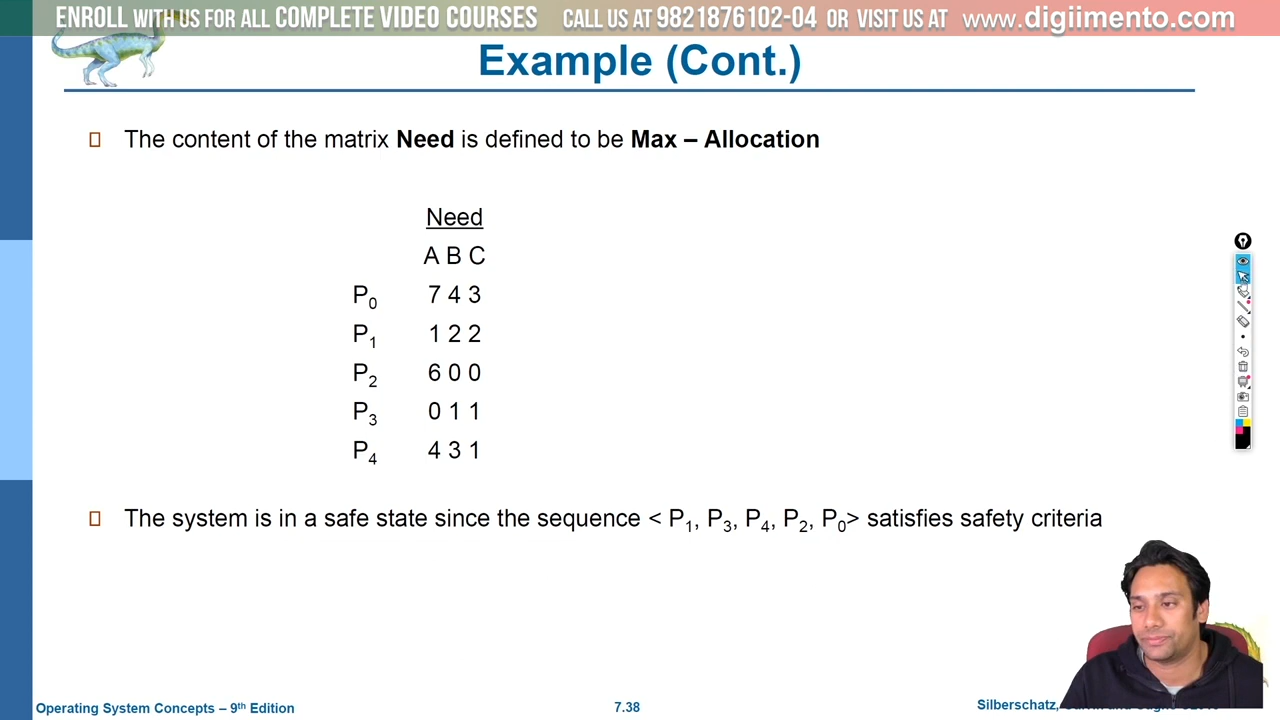 ENROLL WITH US FOR ALL COMPLETE VIDEO COURSES CALL US AT 9821876102-04 OR VISIT US AT www.digiimento.com
Example (Cont.)
The content of the matrix Need is defined to be Max – Allocation
Need
A B C
P0 7 4 3
P1 1 2 2
P2 6 0 0
P3 0 1 1
P4 4 3 1
The system is in a safe state since the sequence < P1, P3, P4, P2, P0> satisfies safety criteria
Operating System Concepts – 9th Edition 7.38 Silberschatz,